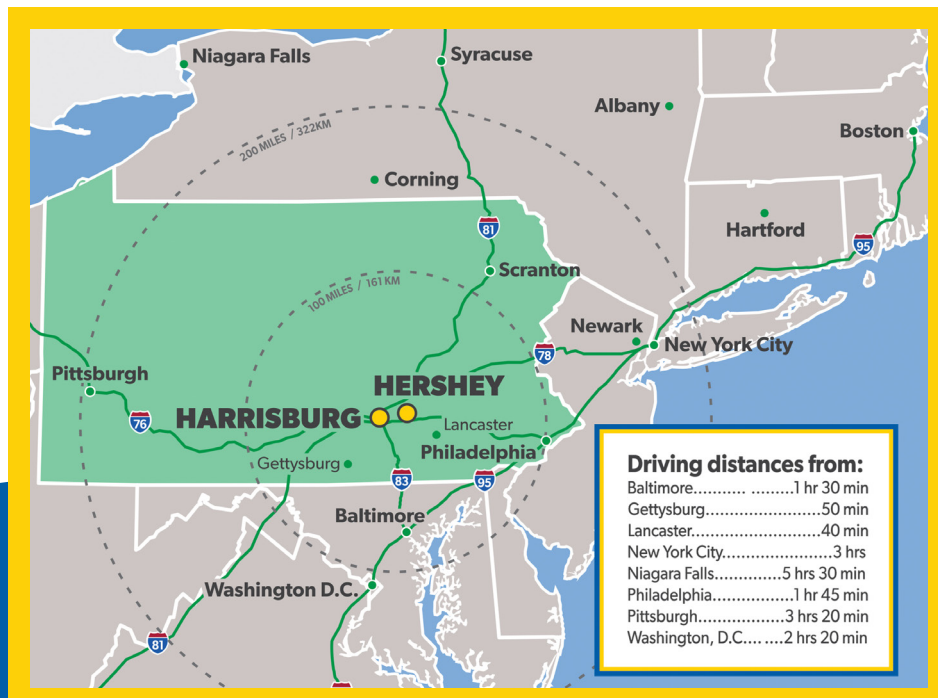 Niagara Falls
Syracuse
Albany
Boston
200 MILES / 322KM
Corning
81
Hartford
95
Scranton
100 MILES / 161 KM
Newark
New York City
78
Pittsburgh
HERSHEY
HARRISBURG
76
Lancaster
Philadelphia
Gettysburg
83
95
Baltimore
Washington D.C.
81
Driving distances from:
Baltimore........... .........1 hr 30 min
Gettysburg.......................50 min
Lancaster.........................40 min
New York City......................3 hrs
Niagara Falls..............5 hrs 30 min
Philadelphia................1 hr 45 min
Pittsburgh.................3 hrs 20 min
Washington, D.C.... ....2 hrs 20 min